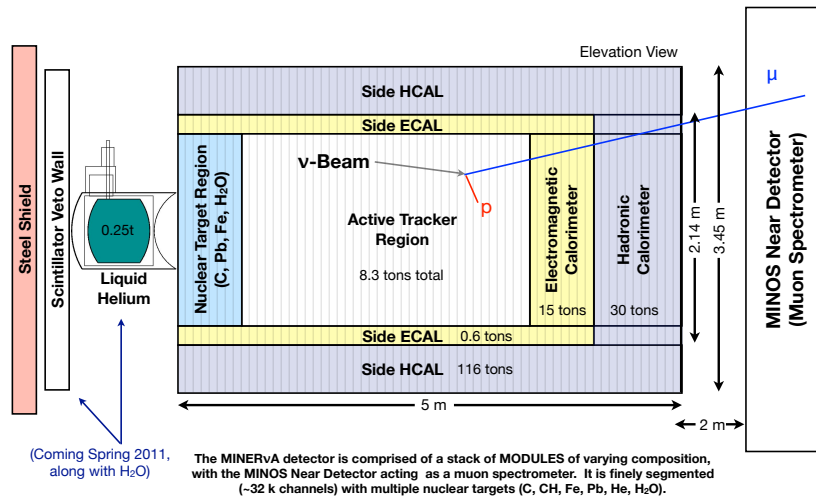 Elevation View
Steel Shield
Scintillator Veto Wall
0.25t
Liquid
Helium
Side HCAL
Side ECAL
Nuclear Target Region
(C, Pb, Fe, H₂O)
ν-Beam
p
μ
Active Tracker
Region
8.3 tons total
Electromagnetic
Calorimeter
15 tons
Hadronic
Calorimeter
30 tons
Side ECAL 0.6 tons
Side HCAL 116 tons
2.14 m
3.45 m
MINOS Near Detector
(Muon Spectrometer)
5 m
2 m
(Coming Spring 2011,
along with H₂O)
The MINERνA detector is comprised of a stack of MODULES of varying composition,
with the MINOS Near Detector acting as a muon spectrometer. It is finely segmented
(~32 k channels) with multiple nuclear targets (C, CH, Fe, Pb, He, H₂O).